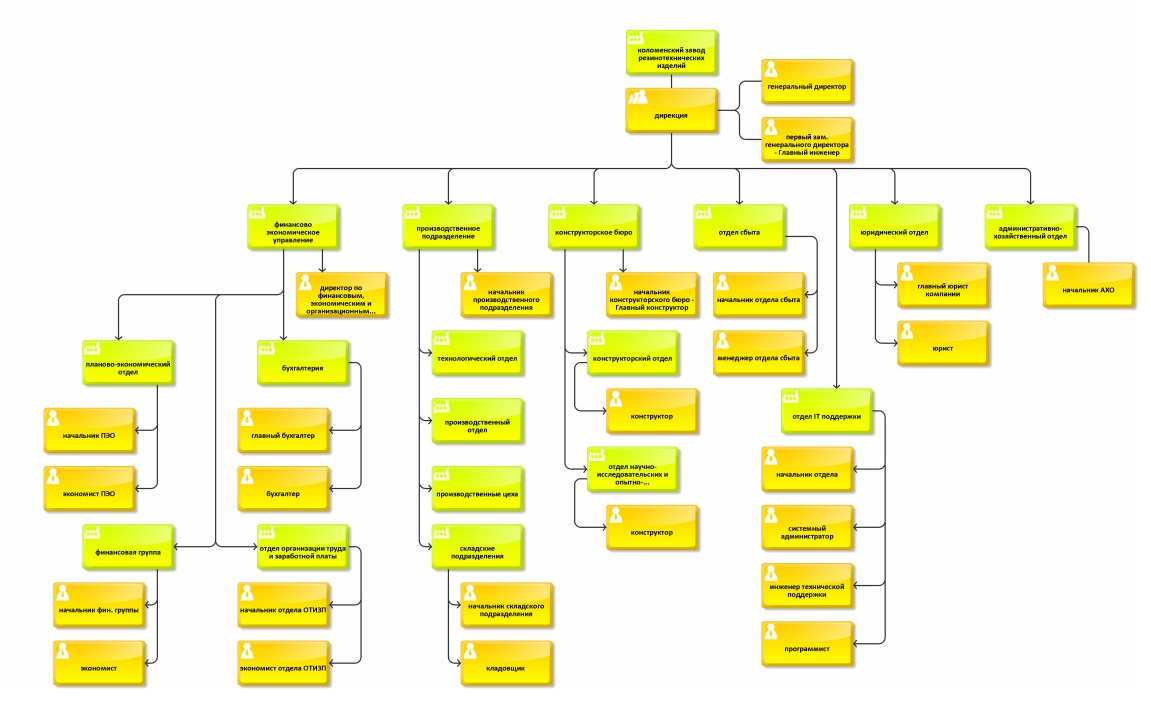 коломенский завод
резинотехнических
изделий
дирекция
генеральный директор
первый зам.
генерального директора
- Главный инженер
финансово
экономическое
управление
производственное
подразделение
конструкторское бюро
отдел сбыта
юридический отдел
административно-
хозяйственный отдел
директор по
финансовым,
экономическим и
организационным...
начальник
производственного
подразделения
начальник
конструкторского бюро -
Главный конструктор
начальник отдела сбыта
менеджер отдела сбыта
главный юрист
компании
юрист
начальник АХО
планово-экономический
отдел
бухгалтерия
технологический отдел
конструкторский отдел
начальник ПЭО
экономист ПЭО
главный бухгалтер
бухгалтер
производственный
отдел
производственные цеха
конструктор
отдел научно-
исследовательских и
опытно-...
конструктор
отдел IT поддержки
начальник отдела
системный
администратор
инженер технической
поддержки
программист
финансовая группа
отдел организации труда
и заработной платы
складские
подразделения
начальник фин. группы
экономист
начальник отдела ОТИЗП
экономист отдела ОТИЗП
начальник складского
подразделения
кладовщик